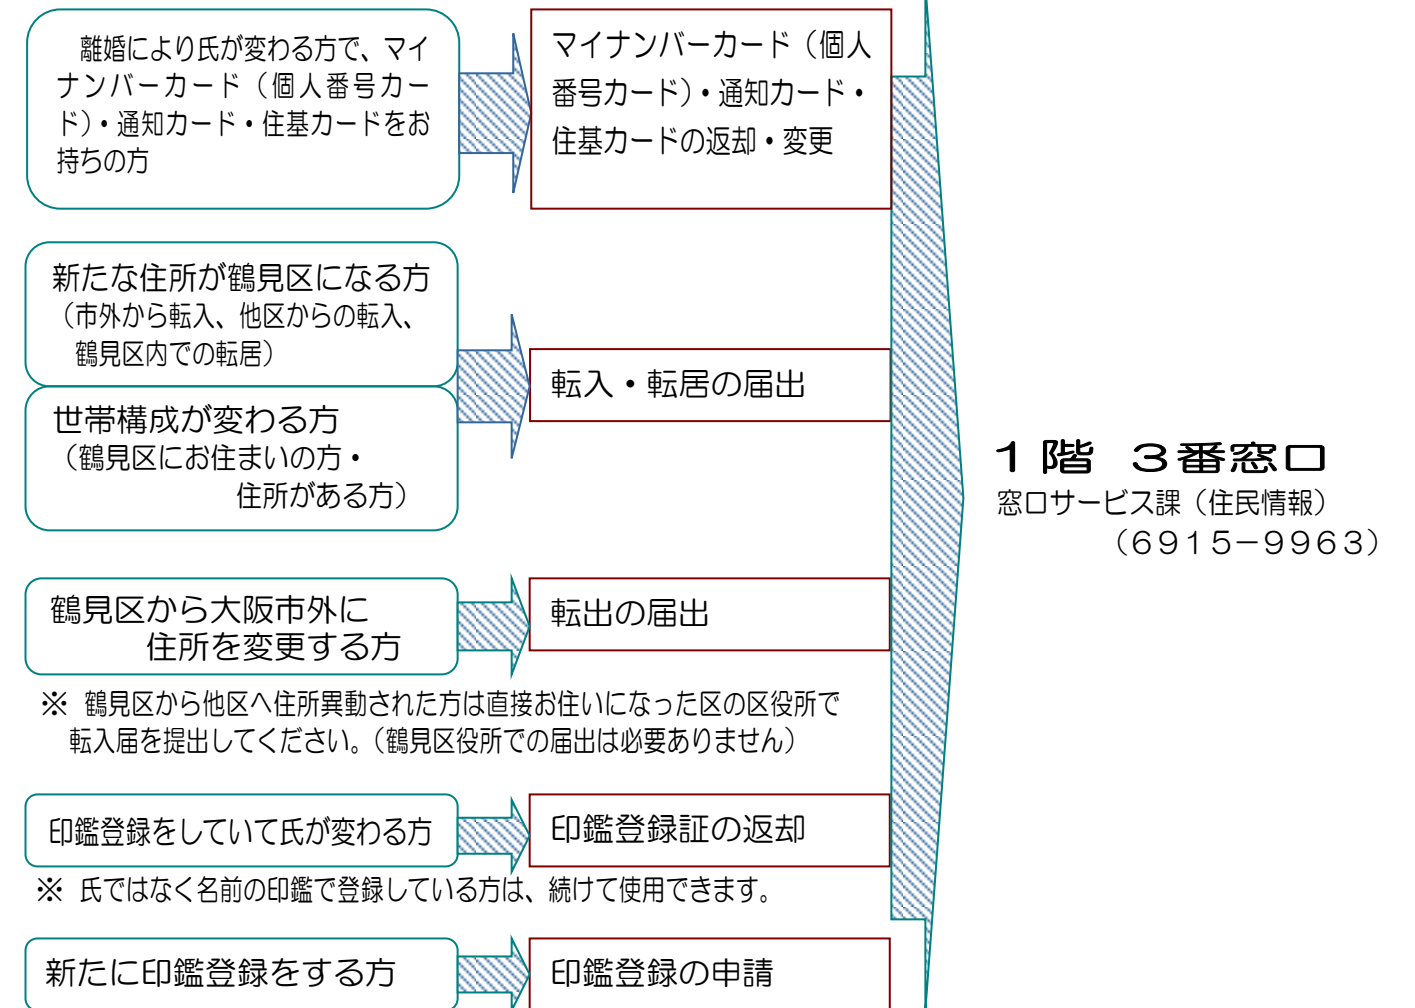 離婚により氏が変わる方で、マイ
ナンバーカード（個人番号カー
ド）・通知カード・住基カードをお
持ちの方
マイナンバーカード（個人
番号カード）・通知カード・
住基カードの返却・変更
新たな住所が鶴見区になる方
（市外から転入、他区からの転入、
鶴見区内での転居）
世帯構成が変わる方
（鶴見区にお住まいの方・
住所がある方）
転入・転居の届出
鶴見区から大阪市外に
住所を変更する方
転出の届出
※ 鶴見区から他区へ住所異動された方は直接お住いになった区の区役所で
転入届を提出してください。（鶴見区役所での届出は必要ありません）
印鑑登録をしていて氏が変わる方
印鑑登録証の返却
※ 氏ではなく名前の印鑑で登録している方は、続けて使用できます。
新たに印鑑登録をする方
印鑑登録の申請
１階 ３番窓口
窓口サービス課（住民情報）
（６９１５－９９６３）